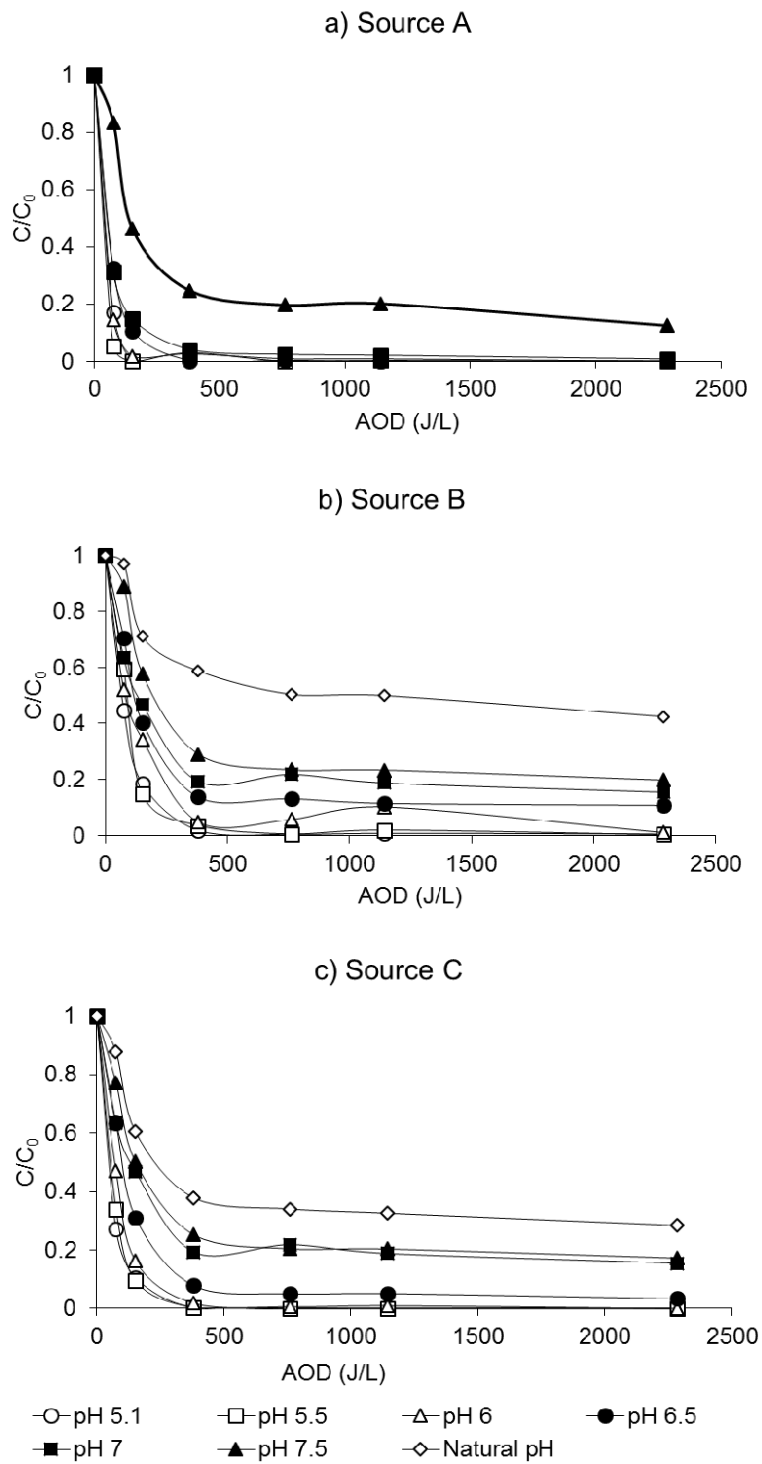 a) Source A
1
0.8
0.6
0.4
0.2
0
C/C0
0 500 1000 1500 2000 2500
AOD (J/L)
b) Source B
1
0.8
0.6
0.4
0.2
0
C/C0
0 500 1000 1500 2000 2500
AOD (J/L)
c) Source C
1
0.8
0.6
0.4
0.2
0
C/C0
0 500 1000 1500 2000 2500
AOD (J/L)
pH 5.1 pH 5.5 pH 6 pH 6.5
pH 7 pH 7.5 Natural pH